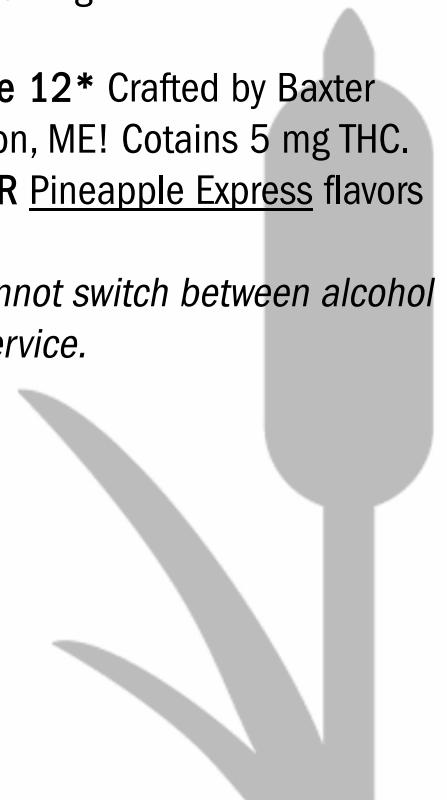 e 12* Crafted by Baxter
on, ME! Cotains 5 mg THC.
R Pineapple Express flavors
nnot switch between alcohol
ervice.